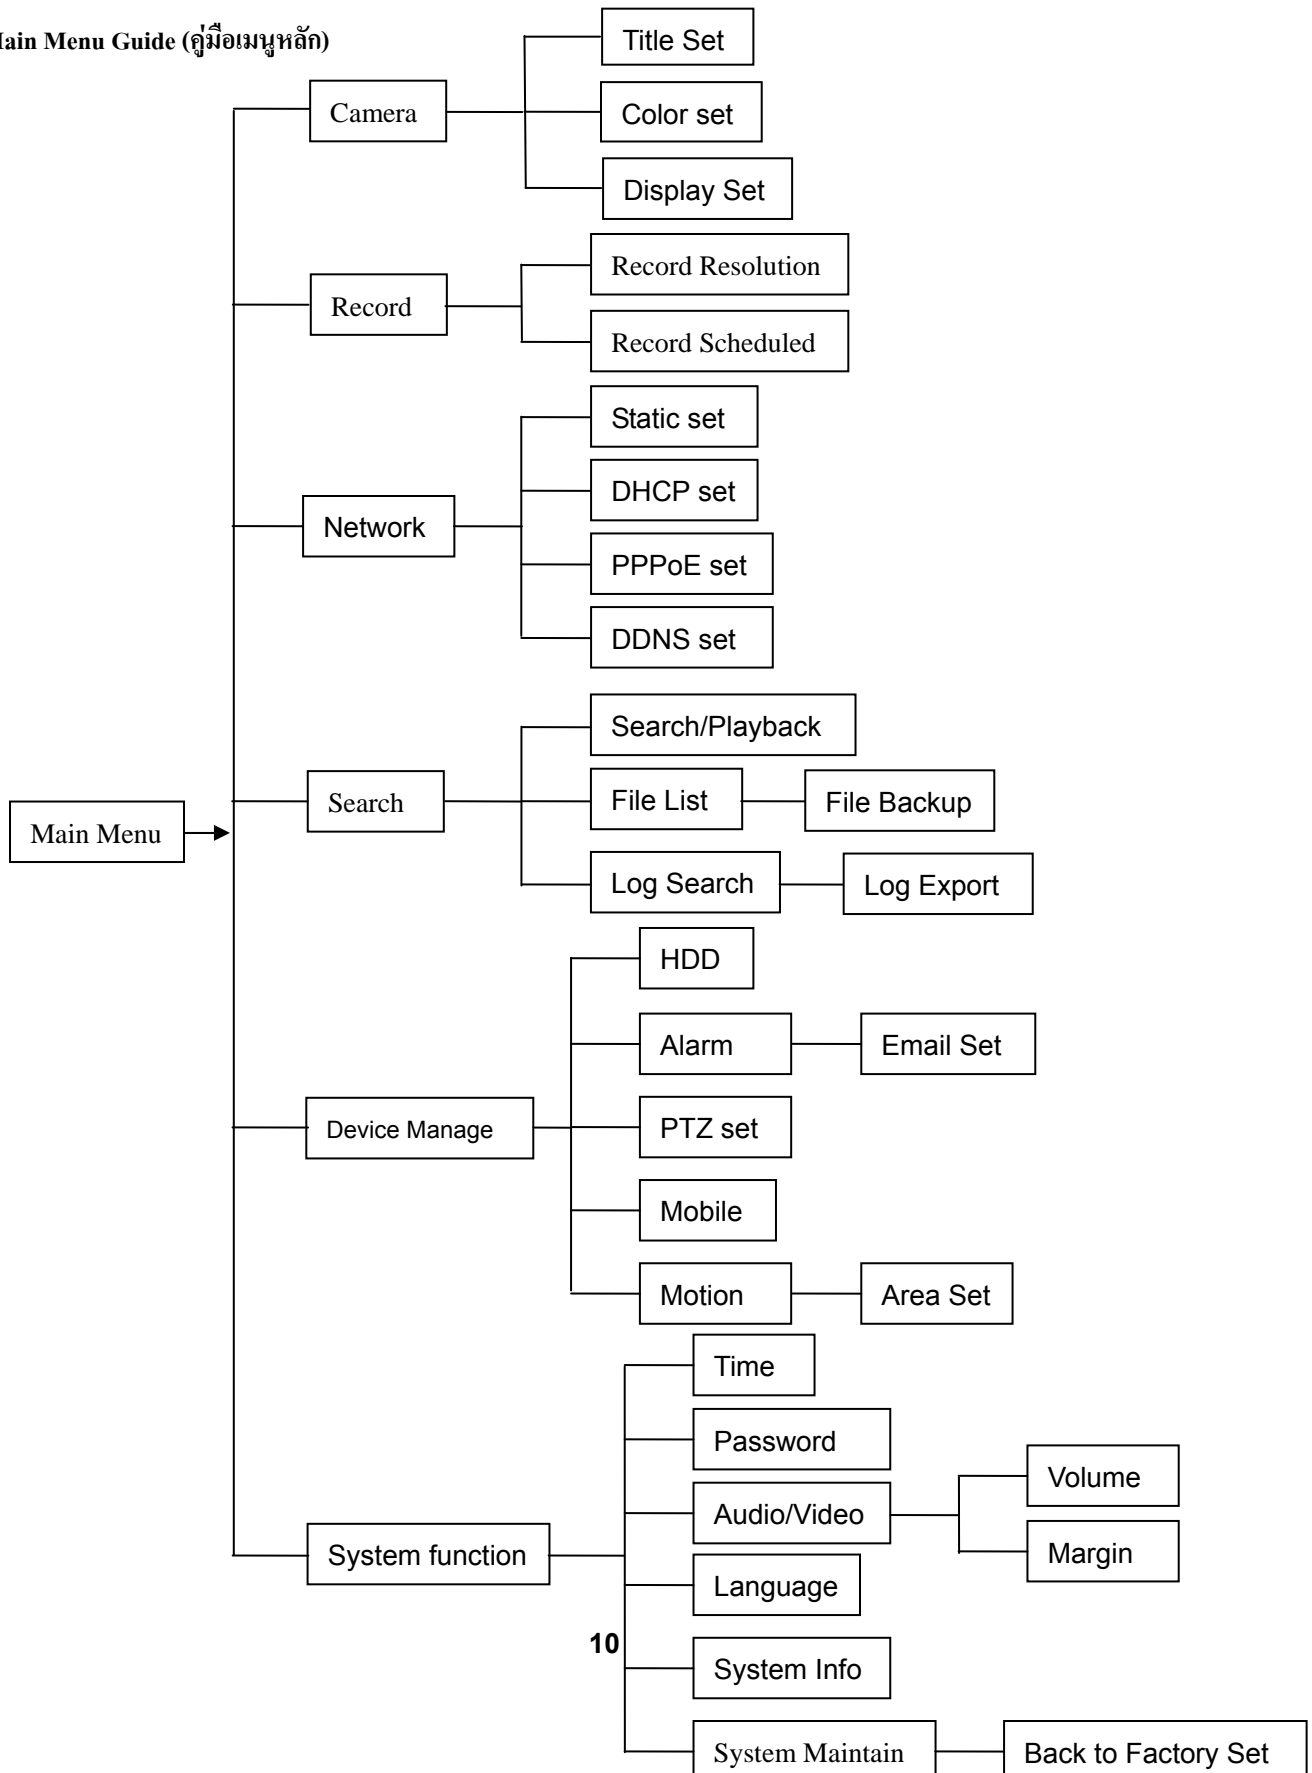 Main Menu Guide (คู่มือเมนูหลัก)
Title Set
Camera
Color set
Display Set
Record Resolution
Record
Record Scheduled
Static set
DHCP set
Network
PPPoE set
DDNS set
Search/Playback
Search
File List
File Backup
Main Menu
Log Search
Log Export
HDD
Alarm
Email Set
Device Manage
PTZ set
Mobile
Motion
Area Set
Time
Password
Volume
Audio/Video
System function
Margin
Language
10
System Info
System Maintain
Back to Factory Set